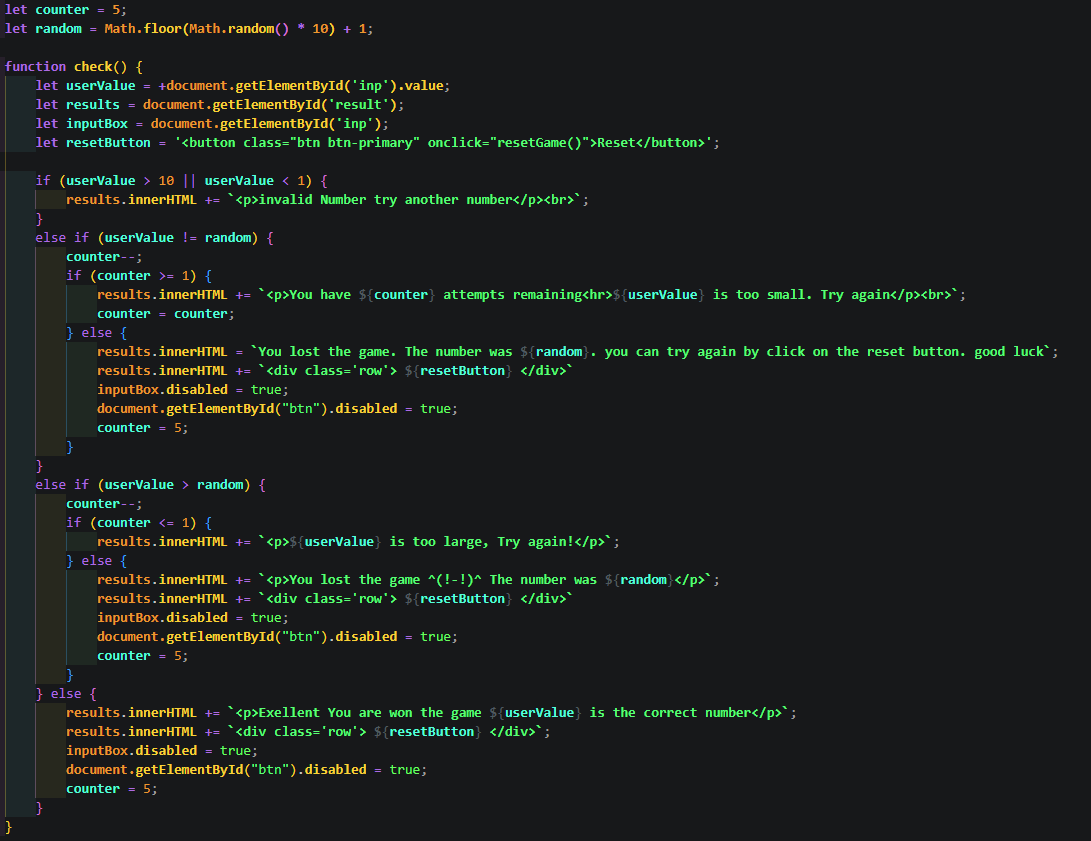 let counter = 5;
let random = Math.floor(Math.random() * 10) + 1;

function check() {
    let userValue = +document.getElementById('inp').value;
    let results = document.getElementById('result');
    let inputBox = document.getElementById('inp');
    let resetButton = '<button class="btn btn-primary" onclick="resetGame()">Reset</button>';

    if (userValue > 10 || userValue < 1) {
        results.innerHTML += `<p>invalid Number try another number</p><br>`;
    }
    else if (userValue != random) {
        counter--;
        if (counter >= 1) {
            results.innerHTML += `<p>You have ${counter} attempts remaining<hr>${userValue} is too small. Try again</p><br>`;
            counter = counter;
        } else {
            results.innerHTML = `You lost the game. The number was ${random}. you can try again by click on the reset button. good luck`;
            results.innerHTML += `<div class='row'> ${resetButton} </div>`
            inputBox.disabled = true;
            document.getElementById("btn").disabled = true;
            counter = 5;
        }
    }
    else if (userValue > random) {
        counter--;
        if (counter <= 1) {
            results.innerHTML += `<p>${userValue} is too large, Try again!</p>`;
        } else {
            results.innerHTML += `<p>You lost the game ^(!-!)^ The number was ${random}</p>`;
            results.innerHTML += `<div class='row'> ${resetButton} </div>`
            inputBox.disabled = true;
            document.getElementById("btn").disabled = true;
            counter = 5;
        }
    } else {
        results.innerHTML += `<p>Exellent You are won the game ${userValue} is the correct number</p>`;
        results.innerHTML += `<div class='row'> ${resetButton} </div>`;
        inputBox.disabled = true;
        document.getElementById("btn").disabled = true;
        counter = 5;
    }
}